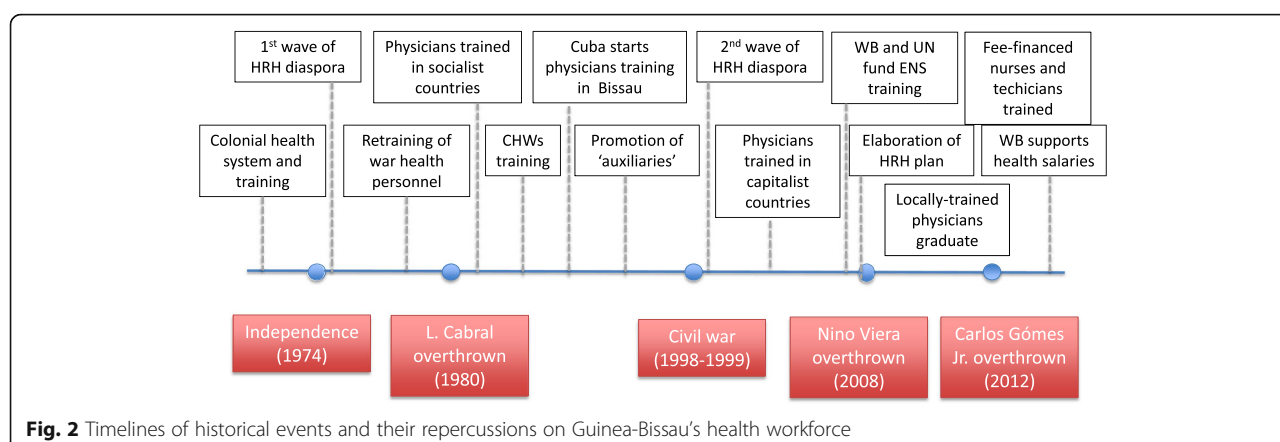 1st wave of
HRH diaspora
Physicians trained
in socialist
countries
Cuba starts
physicians training
in Bissau
2nd wave of
HRH diaspora
WB and UN
fund ENS
training
Fee-financed
nurses and
techicians
trained
Colonial health
system and
training
Retraining of
war health
personnel
CHWs
training
Promotion of
‘auxiliaries’
Physicians
trained in
capitalist
countries
Elaboration of
HRH plan
WB supports
health salaries
Locally-trained
physicians
graduate
Independence
(1974)
L. Cabral
overthrown
(1980)
Civil war
(1998-1999)
Nino Viera
overthrown
(2008)
Carlos Gómes
Jr. overthrown
(2012)
Fig. 2 Timelines of historical events and their repercussions on Guinea-Bissau’s health workforce